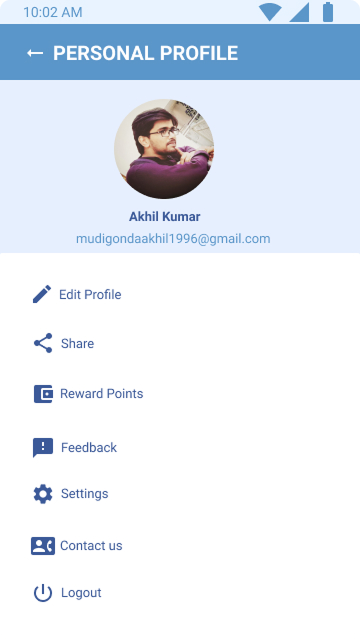 10:02 AM
PERSONAL PROFILE
Akhil Kumar
mudigondaakhil1996@gmail.com
Edit Profile
Share
Reward Points
Feedback
Settings
Contact us
Logout